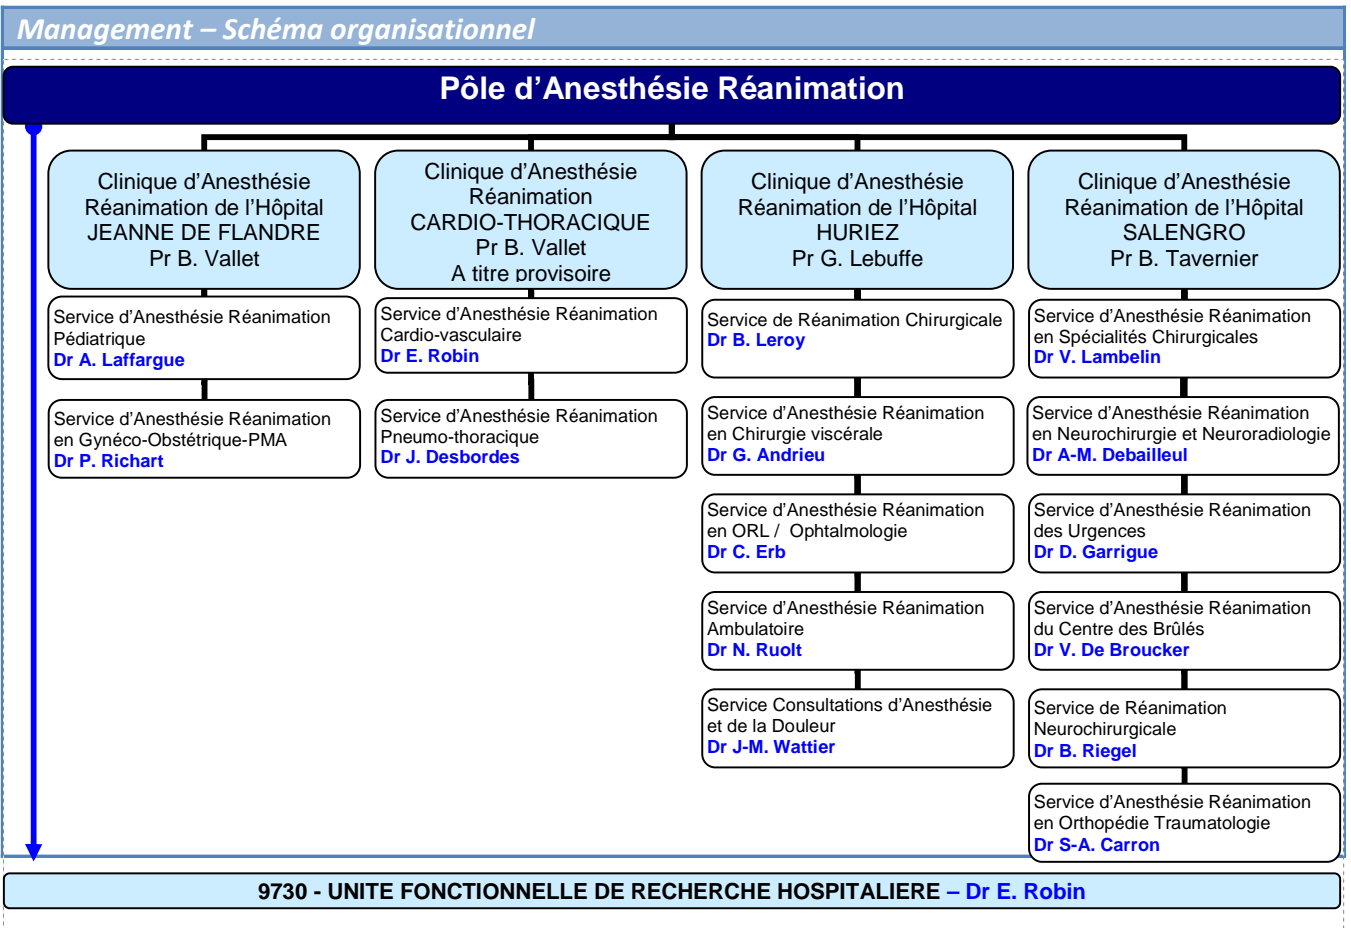 Management – Schéma organisationnel
Pôle d'Anesthésie Réanimation
Clinique d'Anesthésie
Réanimation de l'Hôpital
JEANNE DE FLANDRE
Pr B. Vallet
Service d'Anesthésie Réanimation
Pédiatrique
Dr A. Laffargue
Service d'Anesthésie Réanimation
en Gynéco-Obstétrique-PMA
Dr P. Richart
Clinique d'Anesthésie
Réanimation
CARDIO-THORACIQUE
Pr B. Vallet
A titre provisoire
Service d'Anesthésie Réanimation
Cardio-vasculaire
Dr E. Robin
Service d'Anesthésie Réanimation
Pneumo-thoracique
Dr J. Desbordes
Clinique d'Anesthésie
Réanimation de l'Hôpital
HURIEZ
Pr G. Lebuffe
Service de Réanimation Chirurgicale
Dr B. Leroy
Service d'Anesthésie Réanimation
en Chirurgie viscérale
Dr G. Andrieu
Service d'Anesthésie Réanimation
en ORL / Ophtalmologie
Dr C. Erb
Service d'Anesthésie Réanimation
Ambulatoire
Dr N. Ruolt
Service Consultations d'Anesthésie
et de la Douleur
Dr J-M. Wattier
Clinique d'Anesthésie
Réanimation de l'Hôpital
SALENGRO
Pr B. Tavernier
Service d'Anesthésie Réanimation
en Spécialités Chirurgicales
Dr V. Lambelin
Service d'Anesthésie Réanimation
en Neurochirurgie et Neuroradiologie
Dr A-M. Debailleul
Service d'Anesthésie Réanimation
des Urgences
Dr D. Garrigue
Service d'Anesthésie Réanimation
du Centre des Brûlés
Dr V. De Broucker
Service de Réanimation
Neurochirurgicale
Dr B. Riegel
Service d'Anesthésie Réanimation
en Orthopédie Traumatologie
Dr S-A. Carron
9730 - UNITE FONCTIONNELLE DE RECHERCHE HOSPITALIERE – Dr E. Robin